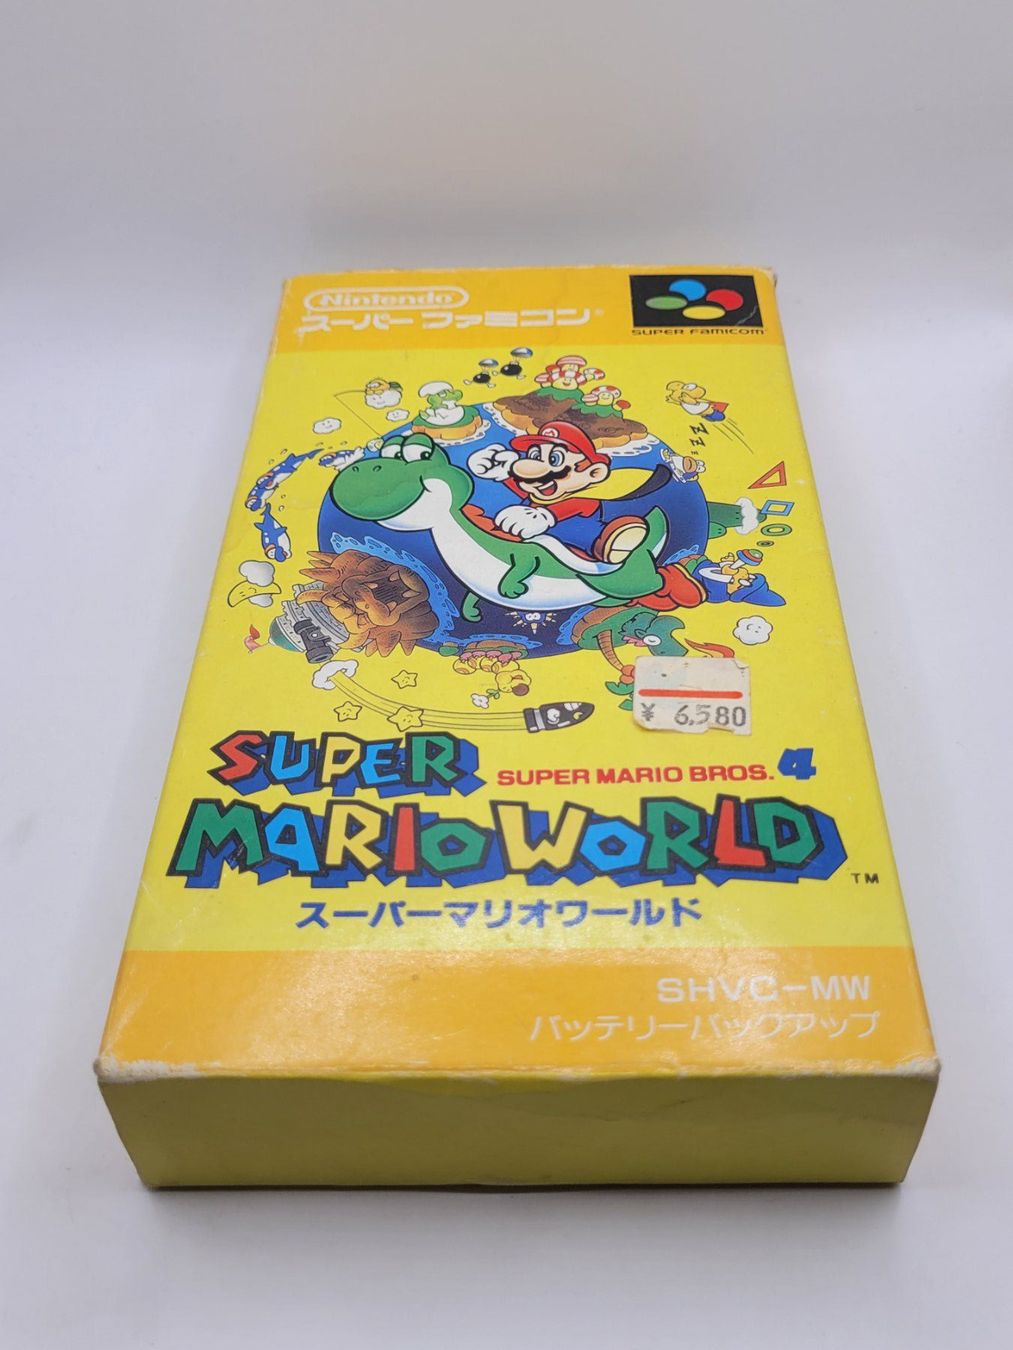 Nintendo
スーパーファミコン®
SUPER FAMICOM
Z Z Z
¥ 6,580
SUPER
SUPER MARIO BROS. 4
MARIO WORLD ™
スーパーマリオワールド
SHVC-MW
バッテリーバックアップ